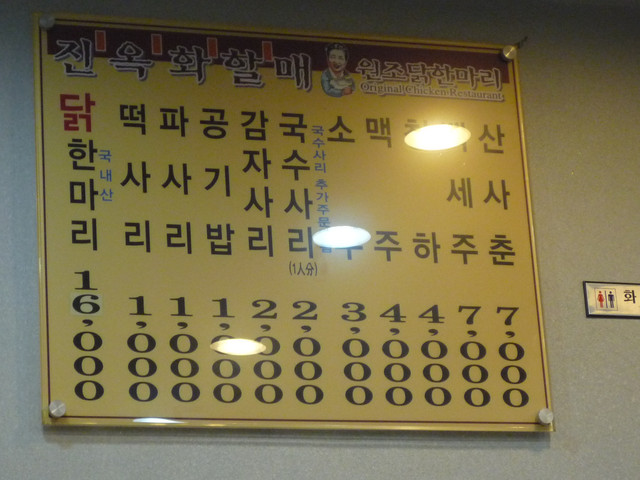 진옥화할매 원조닭한마리
Original Chicken Restaurant
닭한마리 국내산 16,000
떡사리 1,000
파사리 1,000
공기밥 1,000
감자사리 2,000
국수사리 (1人分) 2,000
국수사리 추가주문
소주 3,000
맥주 4,000
청하 4,000
백세주 7,000
산사춘 7,000
화